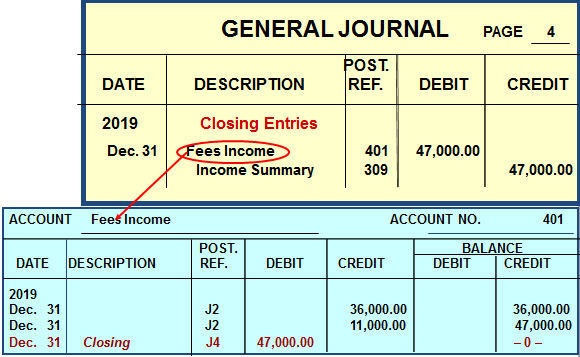 GENERAL JOURNAL PAGE 4
DATE DESCRIPTION POST. REF. DEBIT CREDIT
2019 Closing Entries
Dec. 31 Fees Income 401 47,000.00
Income Summary 309 47,000.00
ACCOUNT Fees Income ACCOUNT NO. 401
DATE DESCRIPTION POST. REF. DEBIT CREDIT BALANCE DEBIT CREDIT
2019
Dec. 31 J2 36,000.00 36,000.00
Dec. 31 J2 11,000.00 47,000.00
Dec. 31 Closing J4 47,000.00 – 0 –